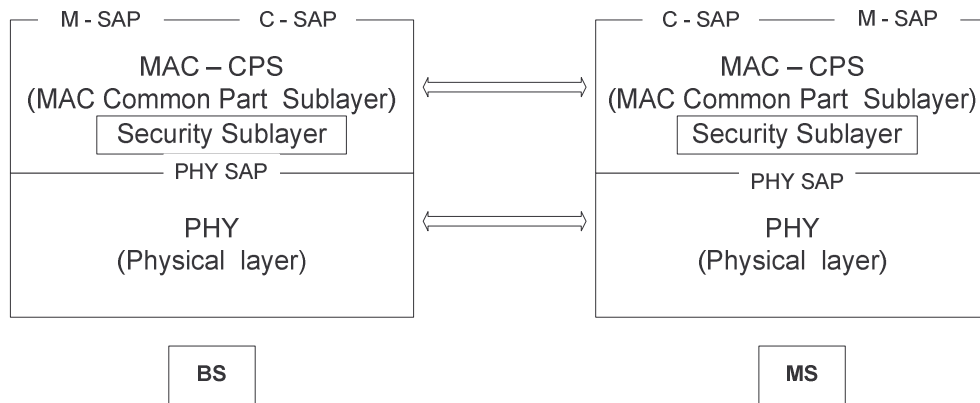 M - SAP C - SAP
MAC – CPS
(MAC Common Part Sublayer)
Security Sublayer
PHY SAP
PHY
(Physical layer)
BS
C - SAP M - SAP
MAC – CPS
(MAC Common Part Sublayer)
Security Sublayer
PHY SAP
PHY
(Physical layer)
MS